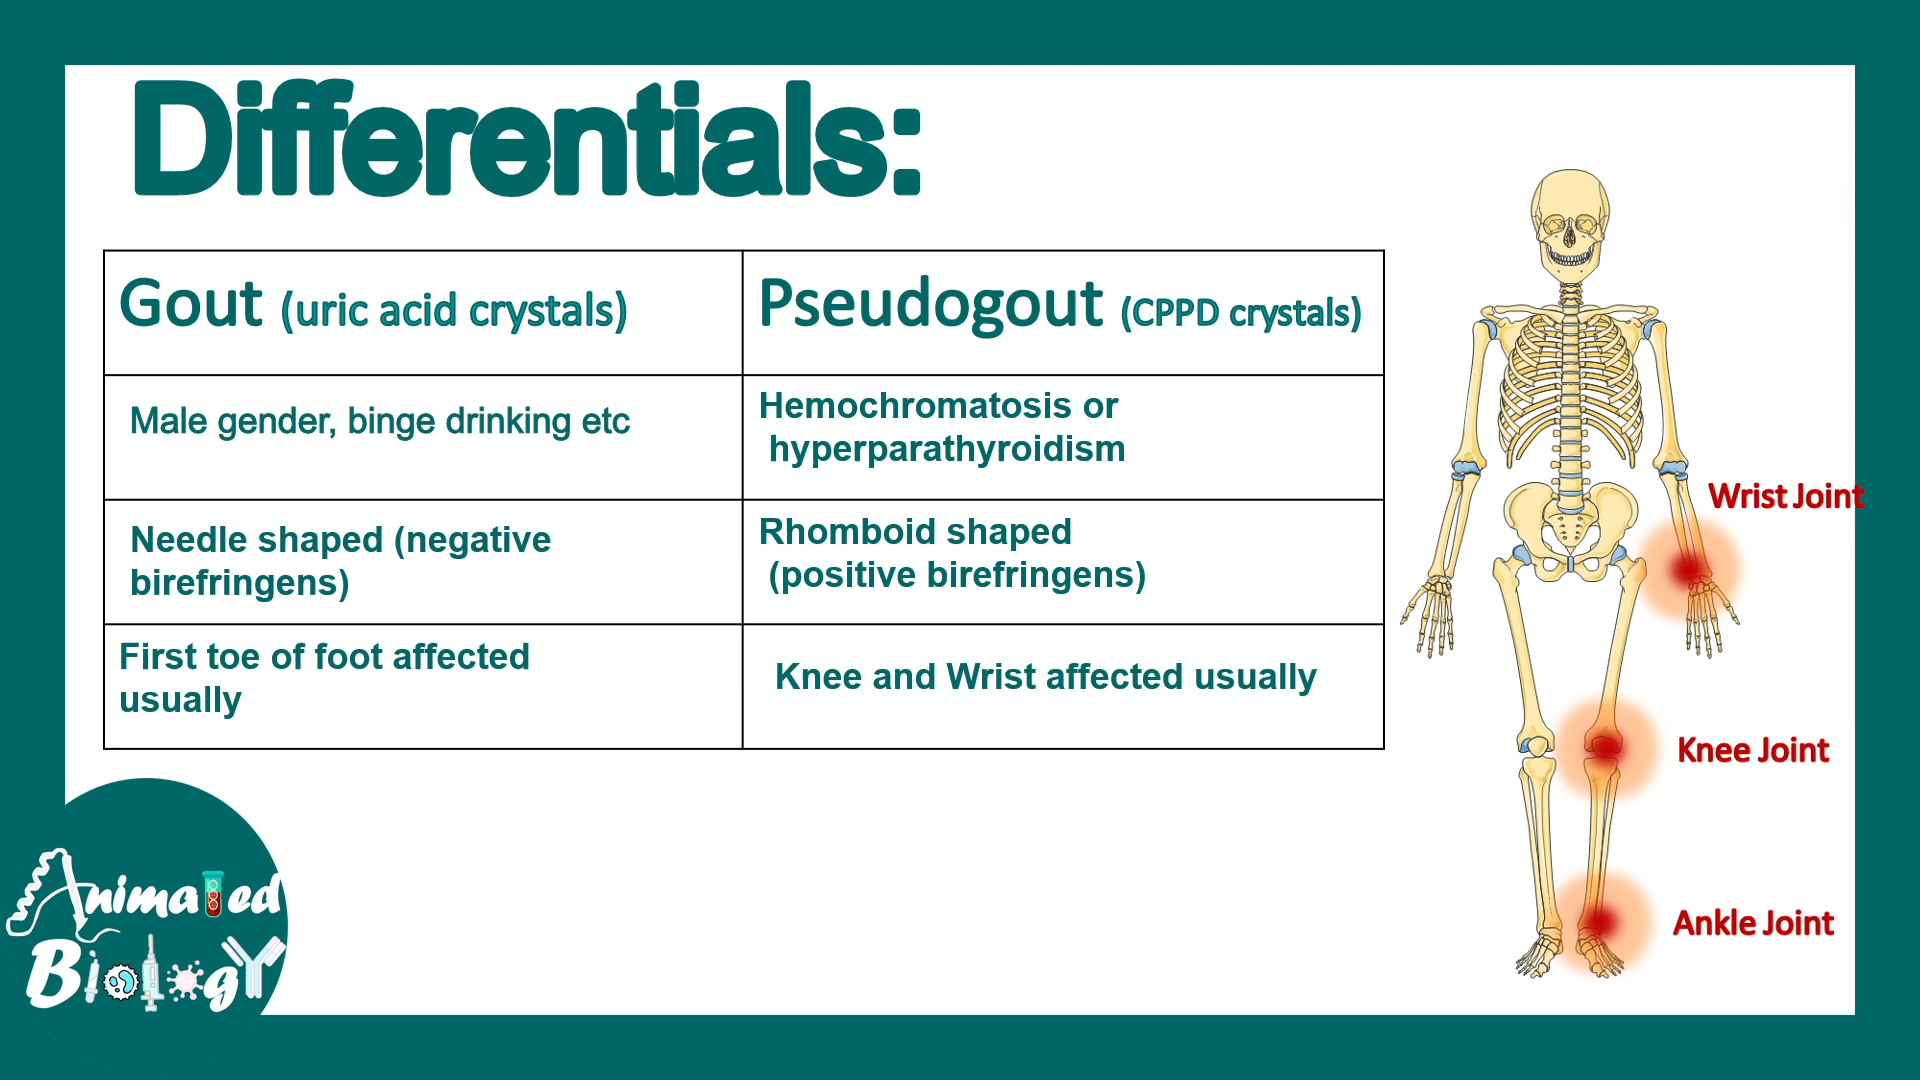 Differentials:
Gout (uric acid crystals)
Pseudogout (CPPD crystals)
Male gender, binge drinking etc
Hemochromatosis or
hyperparathyroidism
Needle shaped (negative
birefringens)
Rhomboid shaped
(positive birefringens)
First toe of foot affected
usually
Knee and Wrist affected usually
Wrist Joint
Knee Joint
Ankle Joint
Animated
Biology